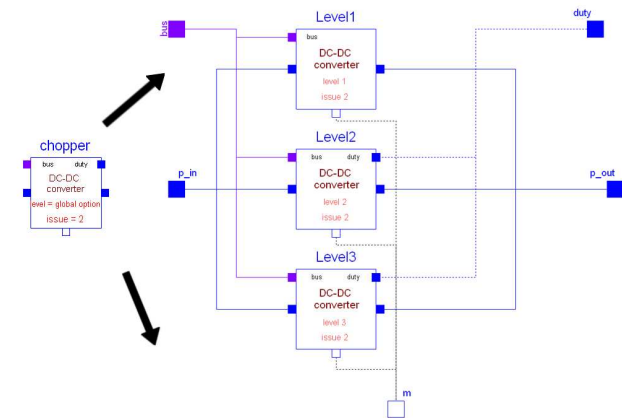 Level1
duty
bus
bus
DC-DC
converter
level 1
issue 2
chopper
bus duty
DC-DC
converter
evel = global option
issue = 2
Level2
bus duty
DC-DC
converter
level 2
issue 2
p_in
p_out
Level3
bus duty
DC-DC
converter
level 3
issue 2
m